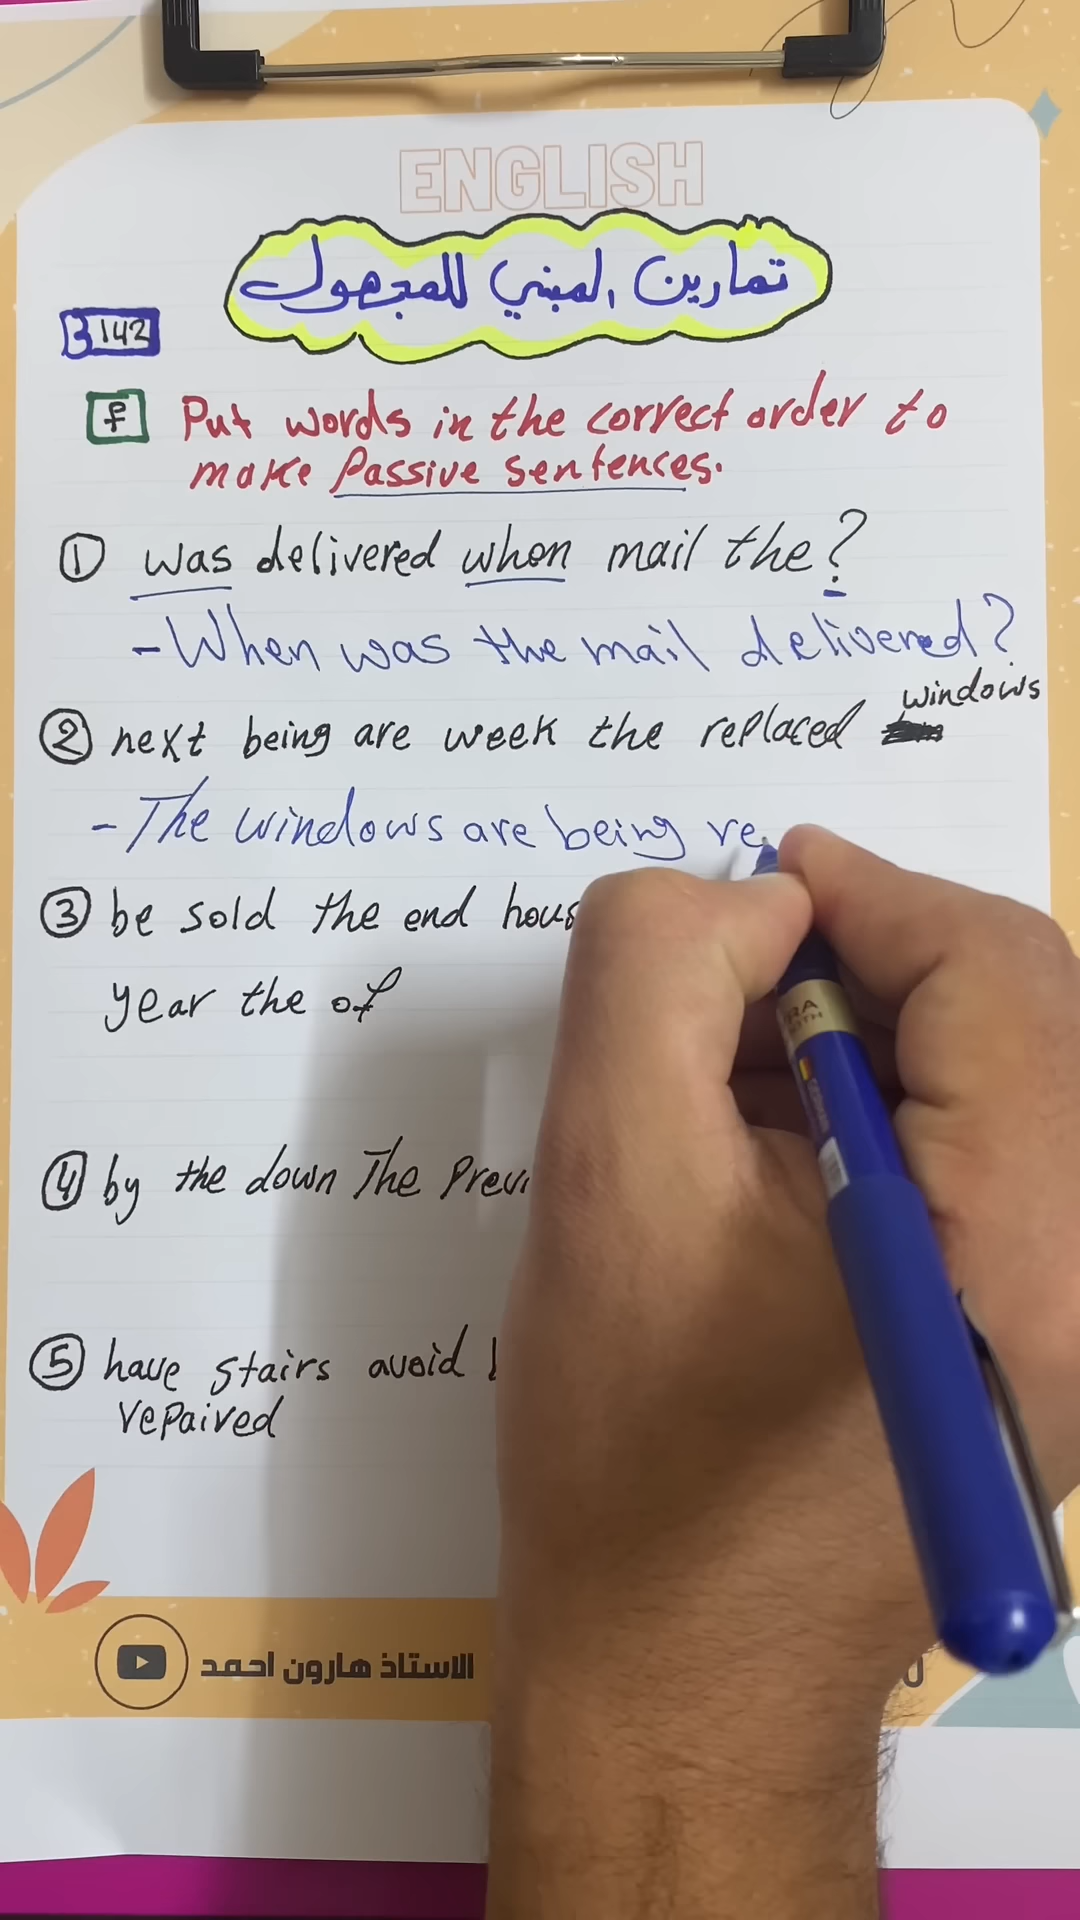 ENGLISH
تمارين المبني للمجهول
142
f Put words in the correct order to
make Passive sentences.
① was delivered when mail the?
- When was the mail delivered?
windows
② next being are week the replaced
- The windows are being re
③ be sold the end
year the of
④ by the down The
⑤ have stairs avoid
repaired
الاستاذ هارون احمد